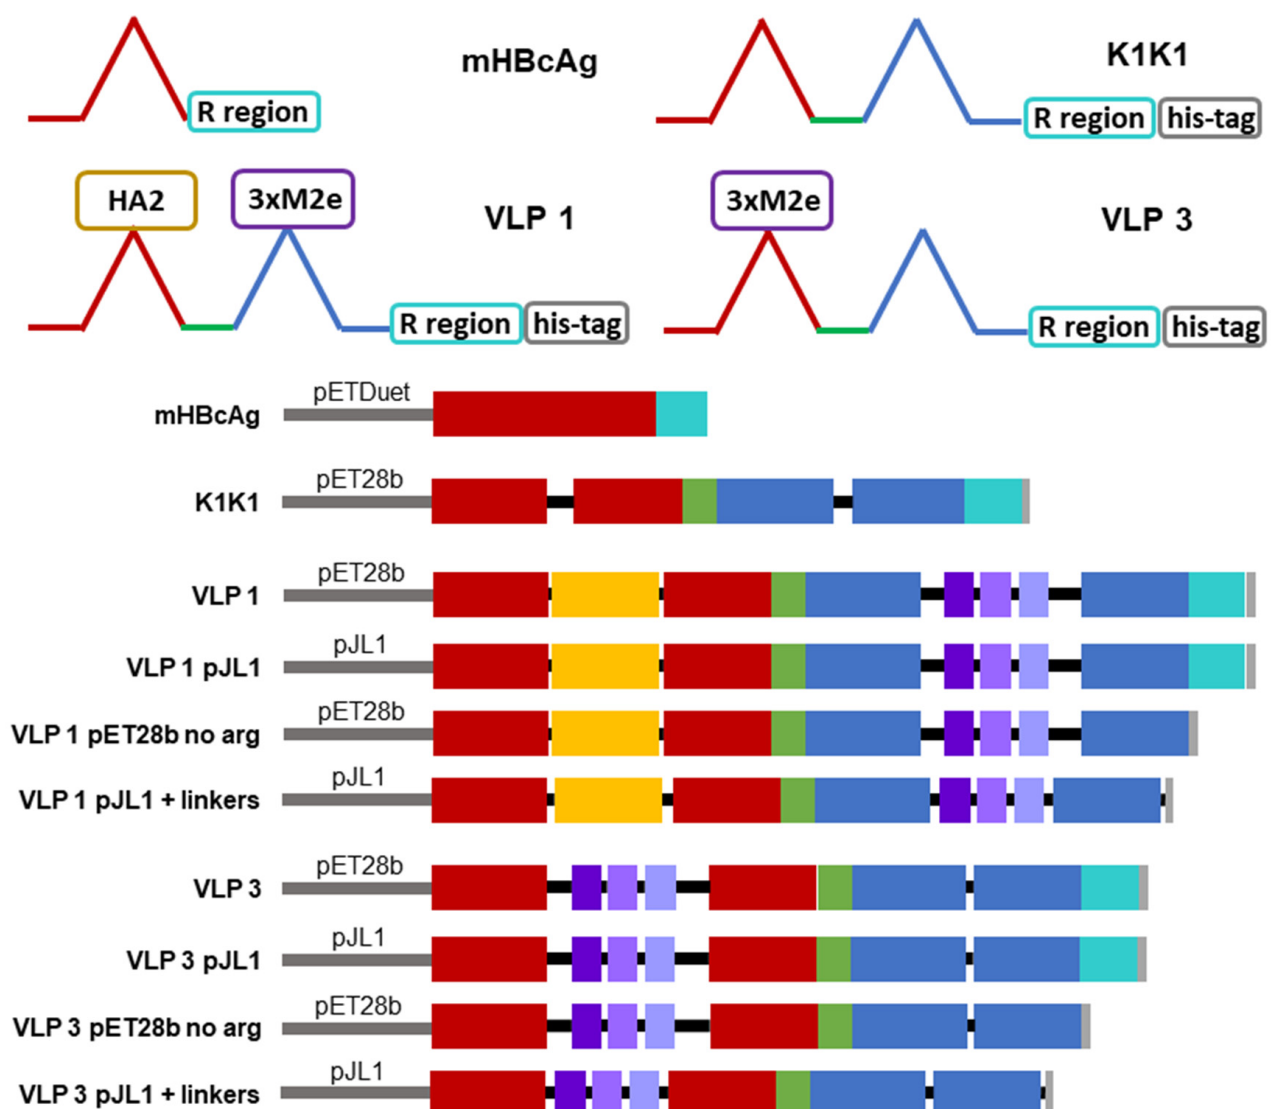 mHBcAg
K1K1
R region
R region his-tag
HA2
3xM2e
VLP 1
3xM2e
VLP 3
R region his-tag
R region his-tag
pETDuet
mHBcAg
pET28b
K1K1
pET28b
VLP 1
pJL1
VLP 1 pJL1
pET28b
VLP 1 pET28b no arg
pJL1
VLP 1 pJL1 + linkers
pET28b
VLP 3
pJL1
VLP 3 pJL1
pET28b
VLP 3 pET28b no arg
pJL1
VLP 3 pJL1 + linkers